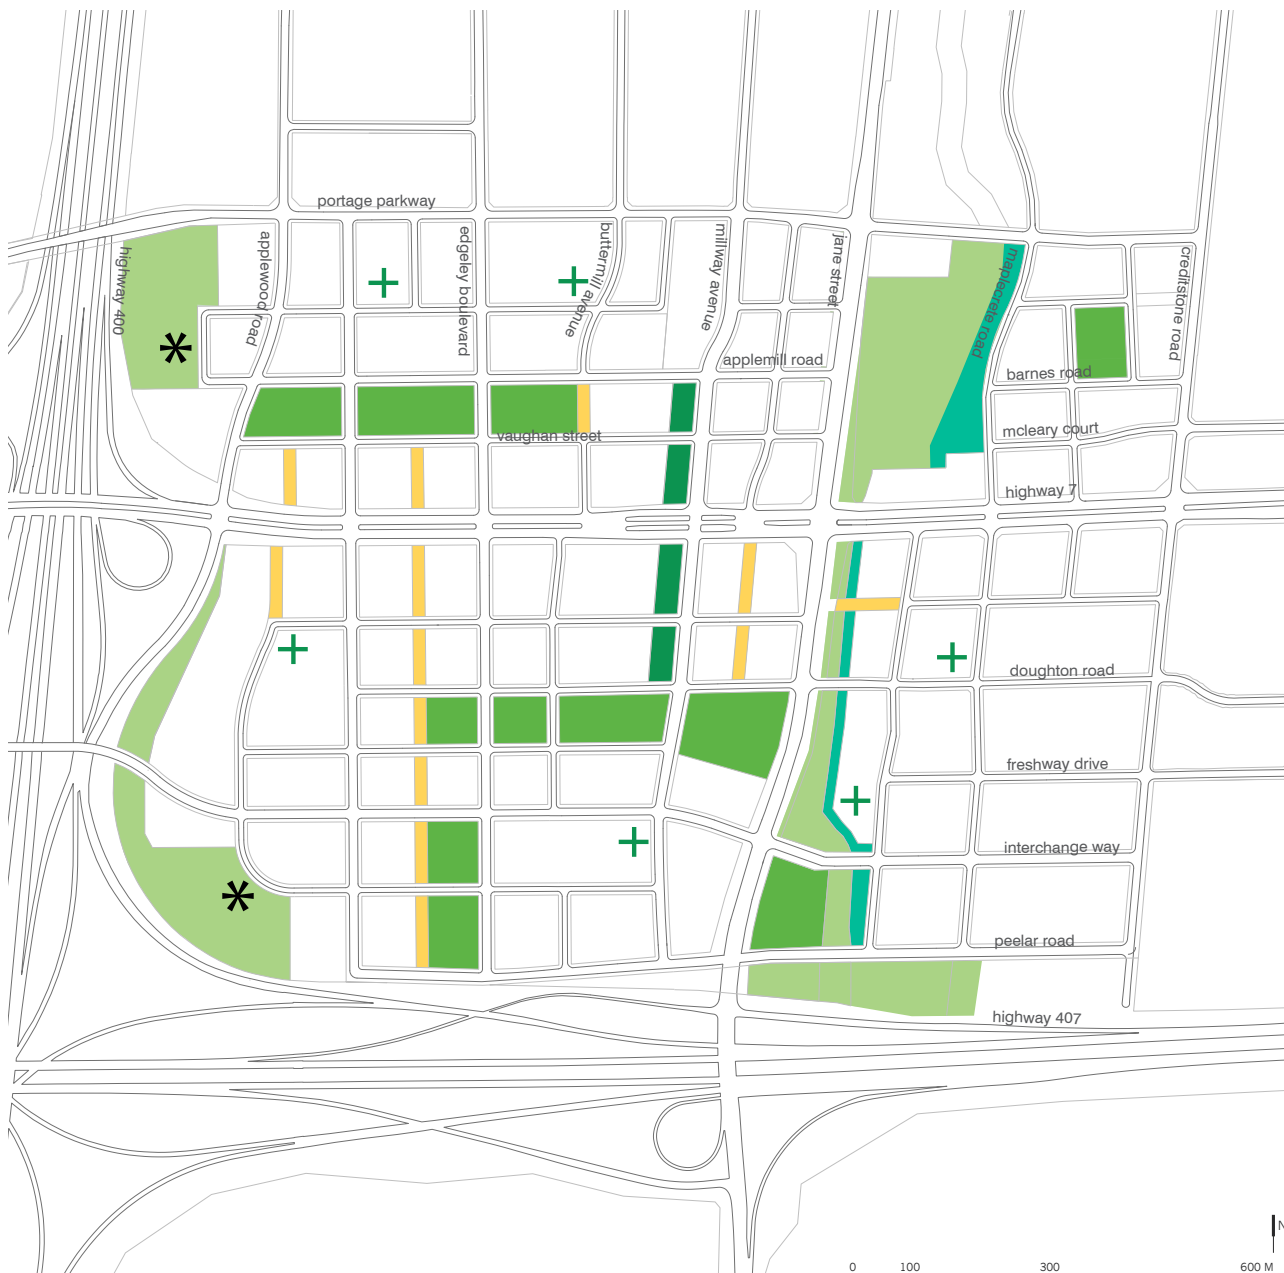 portage parkway
highway 400
applewood road
edgeley boulevard
buttermill avenue
millway avenue
jane street
maplecrete road
creditstone road
applemill road
barnes road
vaughan street
mcleary court
highway 7
doughton road
freshway drive
interchange way
peelar road
highway 407
N
0 100 300 600 M